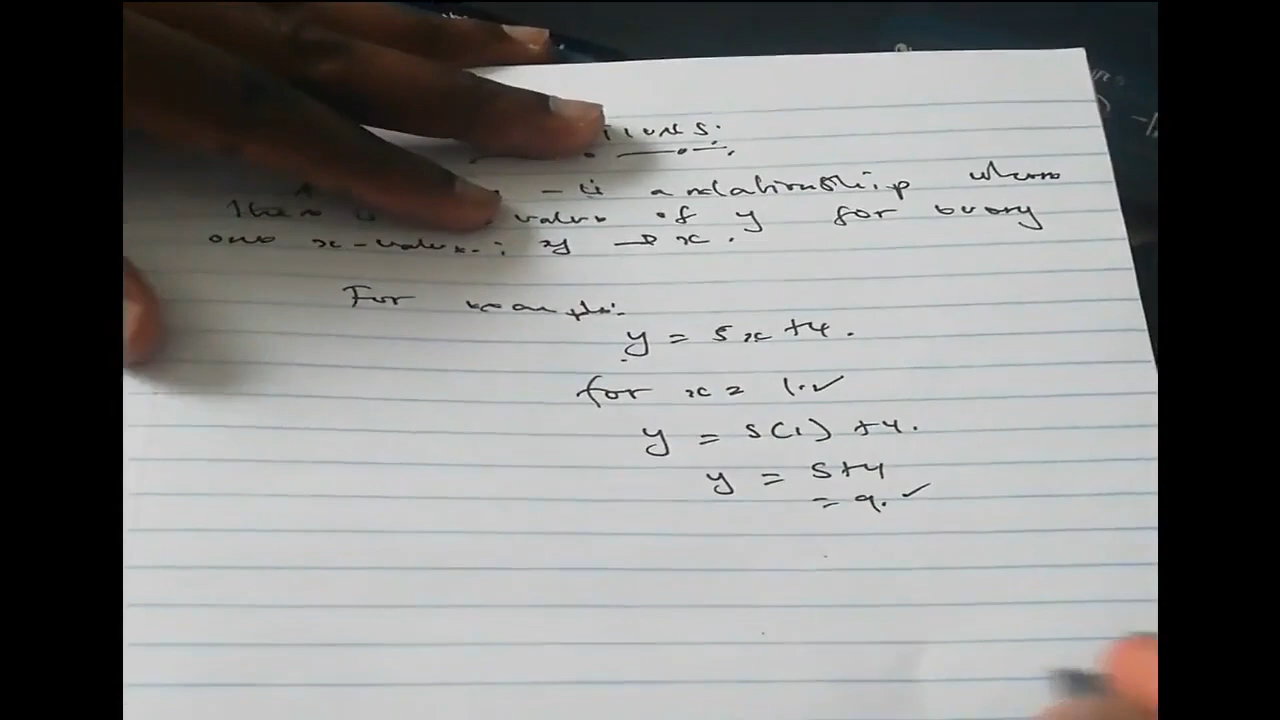 TIONS.
A - is a relationship where
there is value of y for every
one x-value : y → x.
For example:
y = 5x + 4.
for x = 1. ✓
y = 5(1) + 4.
y = 5+4
= 9. ✓